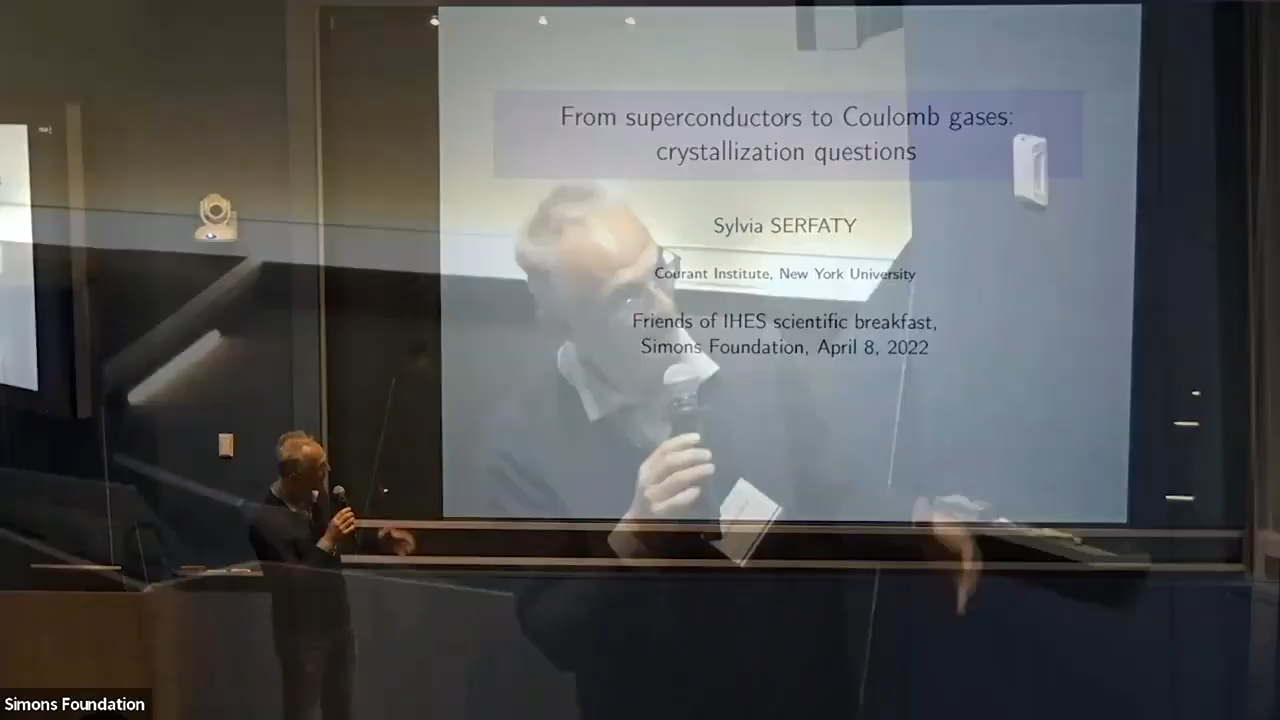 From superconductors to Coulomb gases:
crystallization questions
Sylvia SERFATY
Courant Institute, New York University
Friends of IHES scientific breakfast,
Simons Foundation, April 8, 2022
Simons Foundation